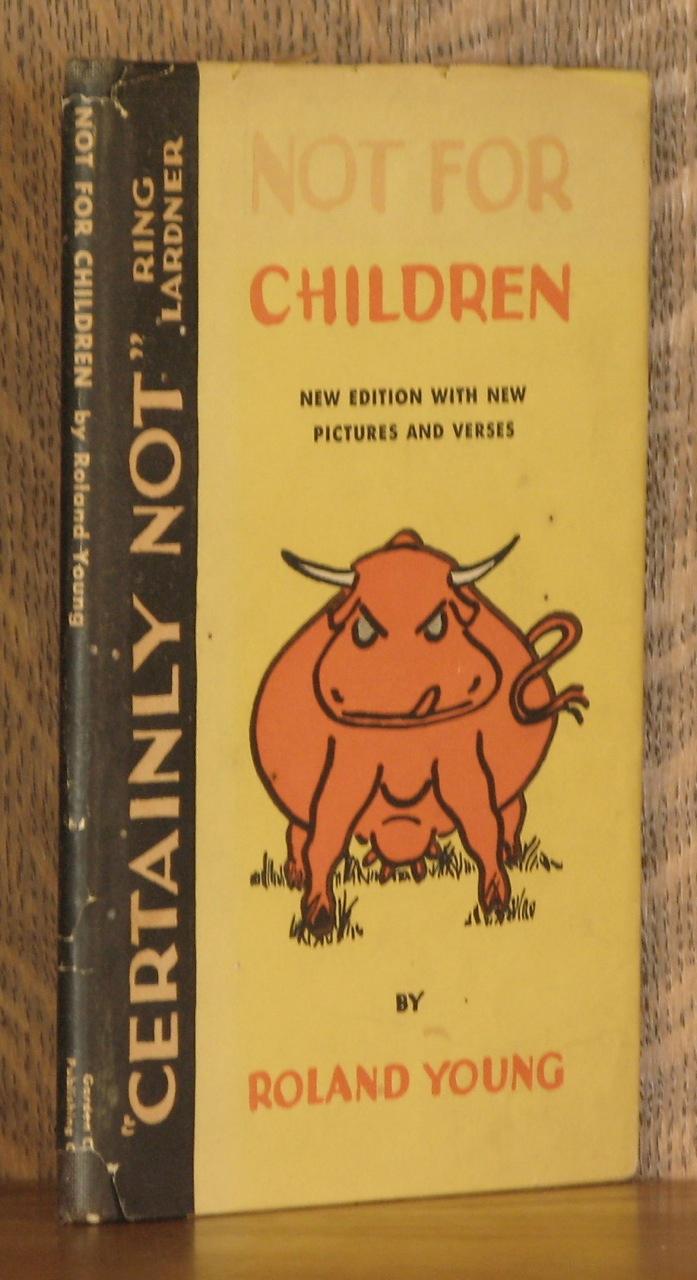 NOT FOR CHILDREN by Roland Young
"CERTAINLY NOT" RING
LARDNER
NOT FOR
CHILDREN
NEW EDITION WITH NEW
PICTURES AND VERSES
BY
ROLAND YOUNG